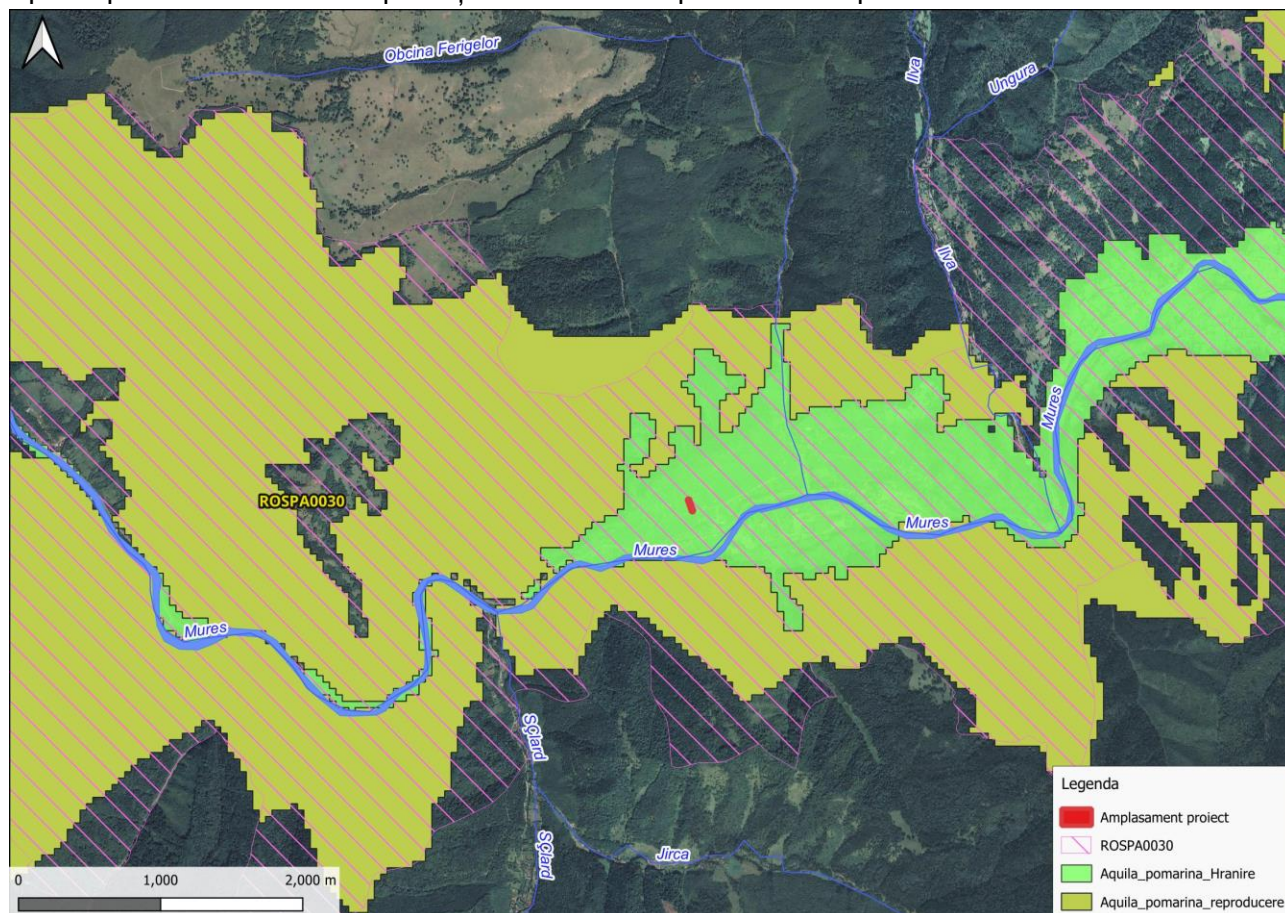 Obcina Ferigelor
Ilva
Ungura
Ilva
Mures
ROSPA0030
Mures
Mures
Mures
Sçlard
Sçlard
Jirca
Legenda
Amplasament proiect
ROSPA0030
Aquila_pomarina_Hranire
Aquila_pomarina_reproducere
0 1,000 2,000 m